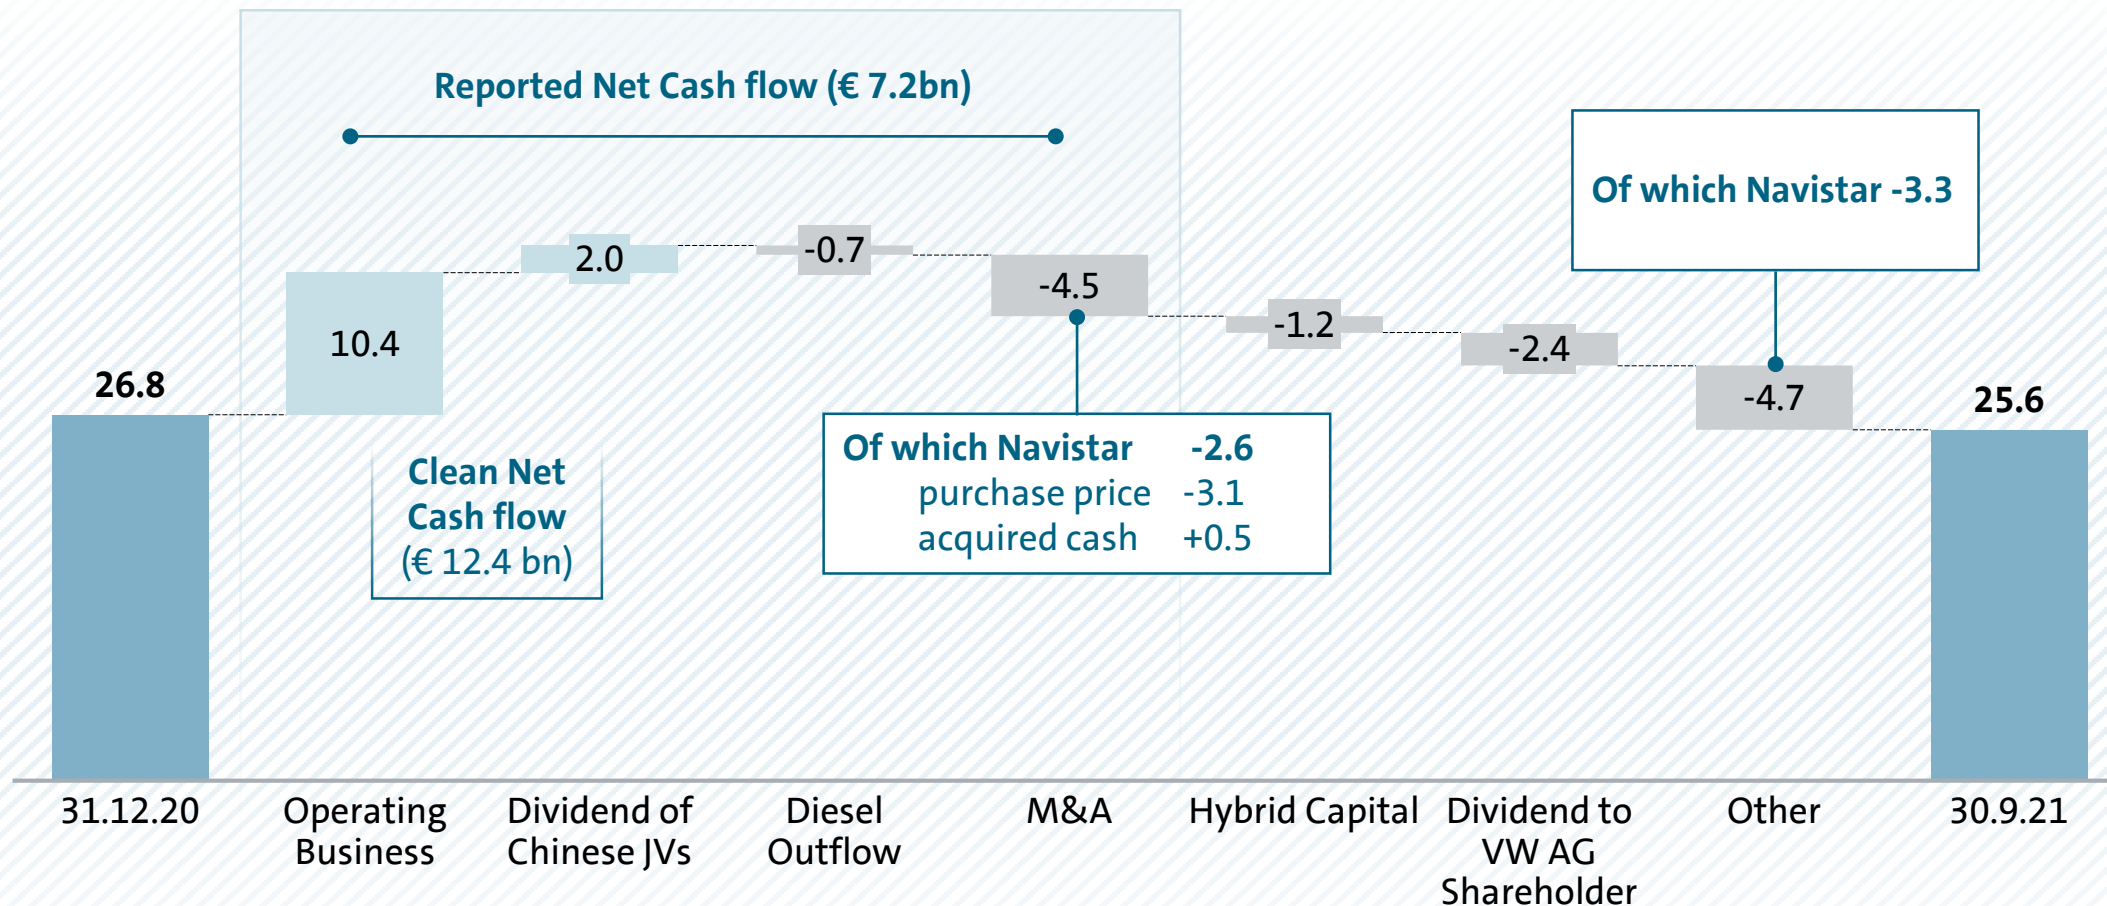 Reported Net Cash flow (€ 7.2bn)
Of which Navistar -3.3
2.0
-0.7
-4.5
10.4
-1.2
-2.4
26.8
-4.7
25.6
Clean Net
Cash flow
(€ 12.4 bn)
Of which Navistar -2.6
purchase price -3.1
acquired cash +0.5
31.12.20
Operating
Business
Dividend of
Chinese JVs
Diesel
Outflow
M&A
Hybrid Capital
Dividend to
VW AG
Shareholder
Other
30.9.21